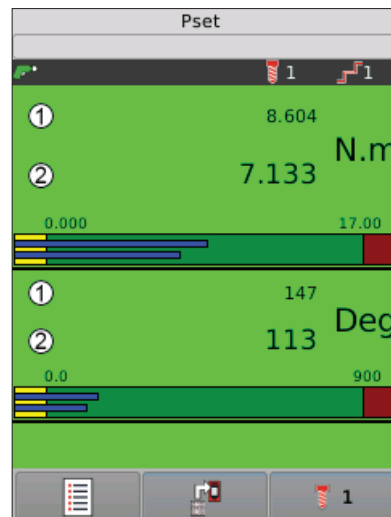 Pset
1 1
① 8.604
N.m
② 7.133
0.000 17.00
① 147
Deg
② 113
0.0 900
1